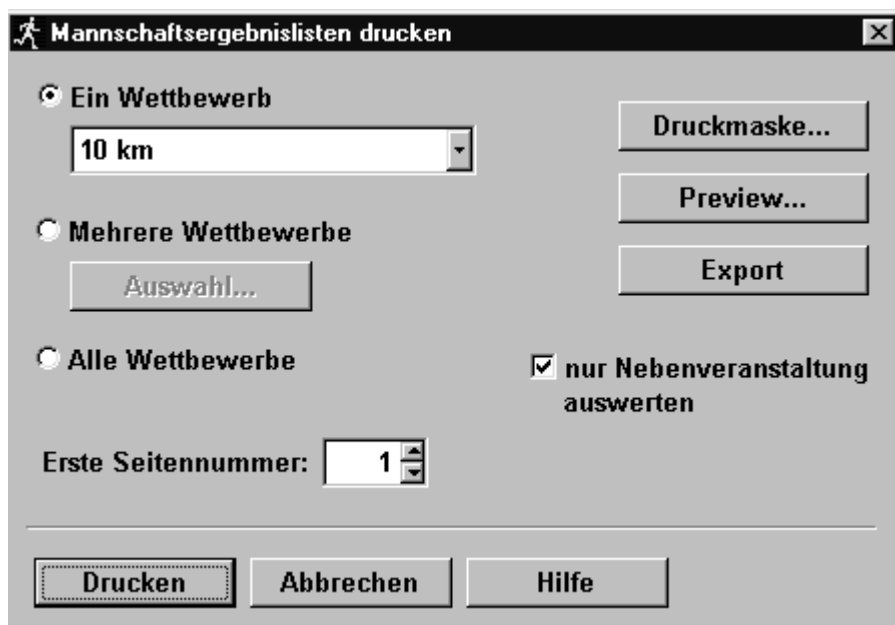 Mannschaftsergebnislisten drucken
Ein Wettbewerb
10 km
Druckmaske...
Preview...
Mehrere Wettbewerbe
Auswahl...
Export
Alle Wettbewerbe
nur Nebenveranstaltung
auswerten
Erste Seitennummer: 1
Drucken Abbrechen Hilfe